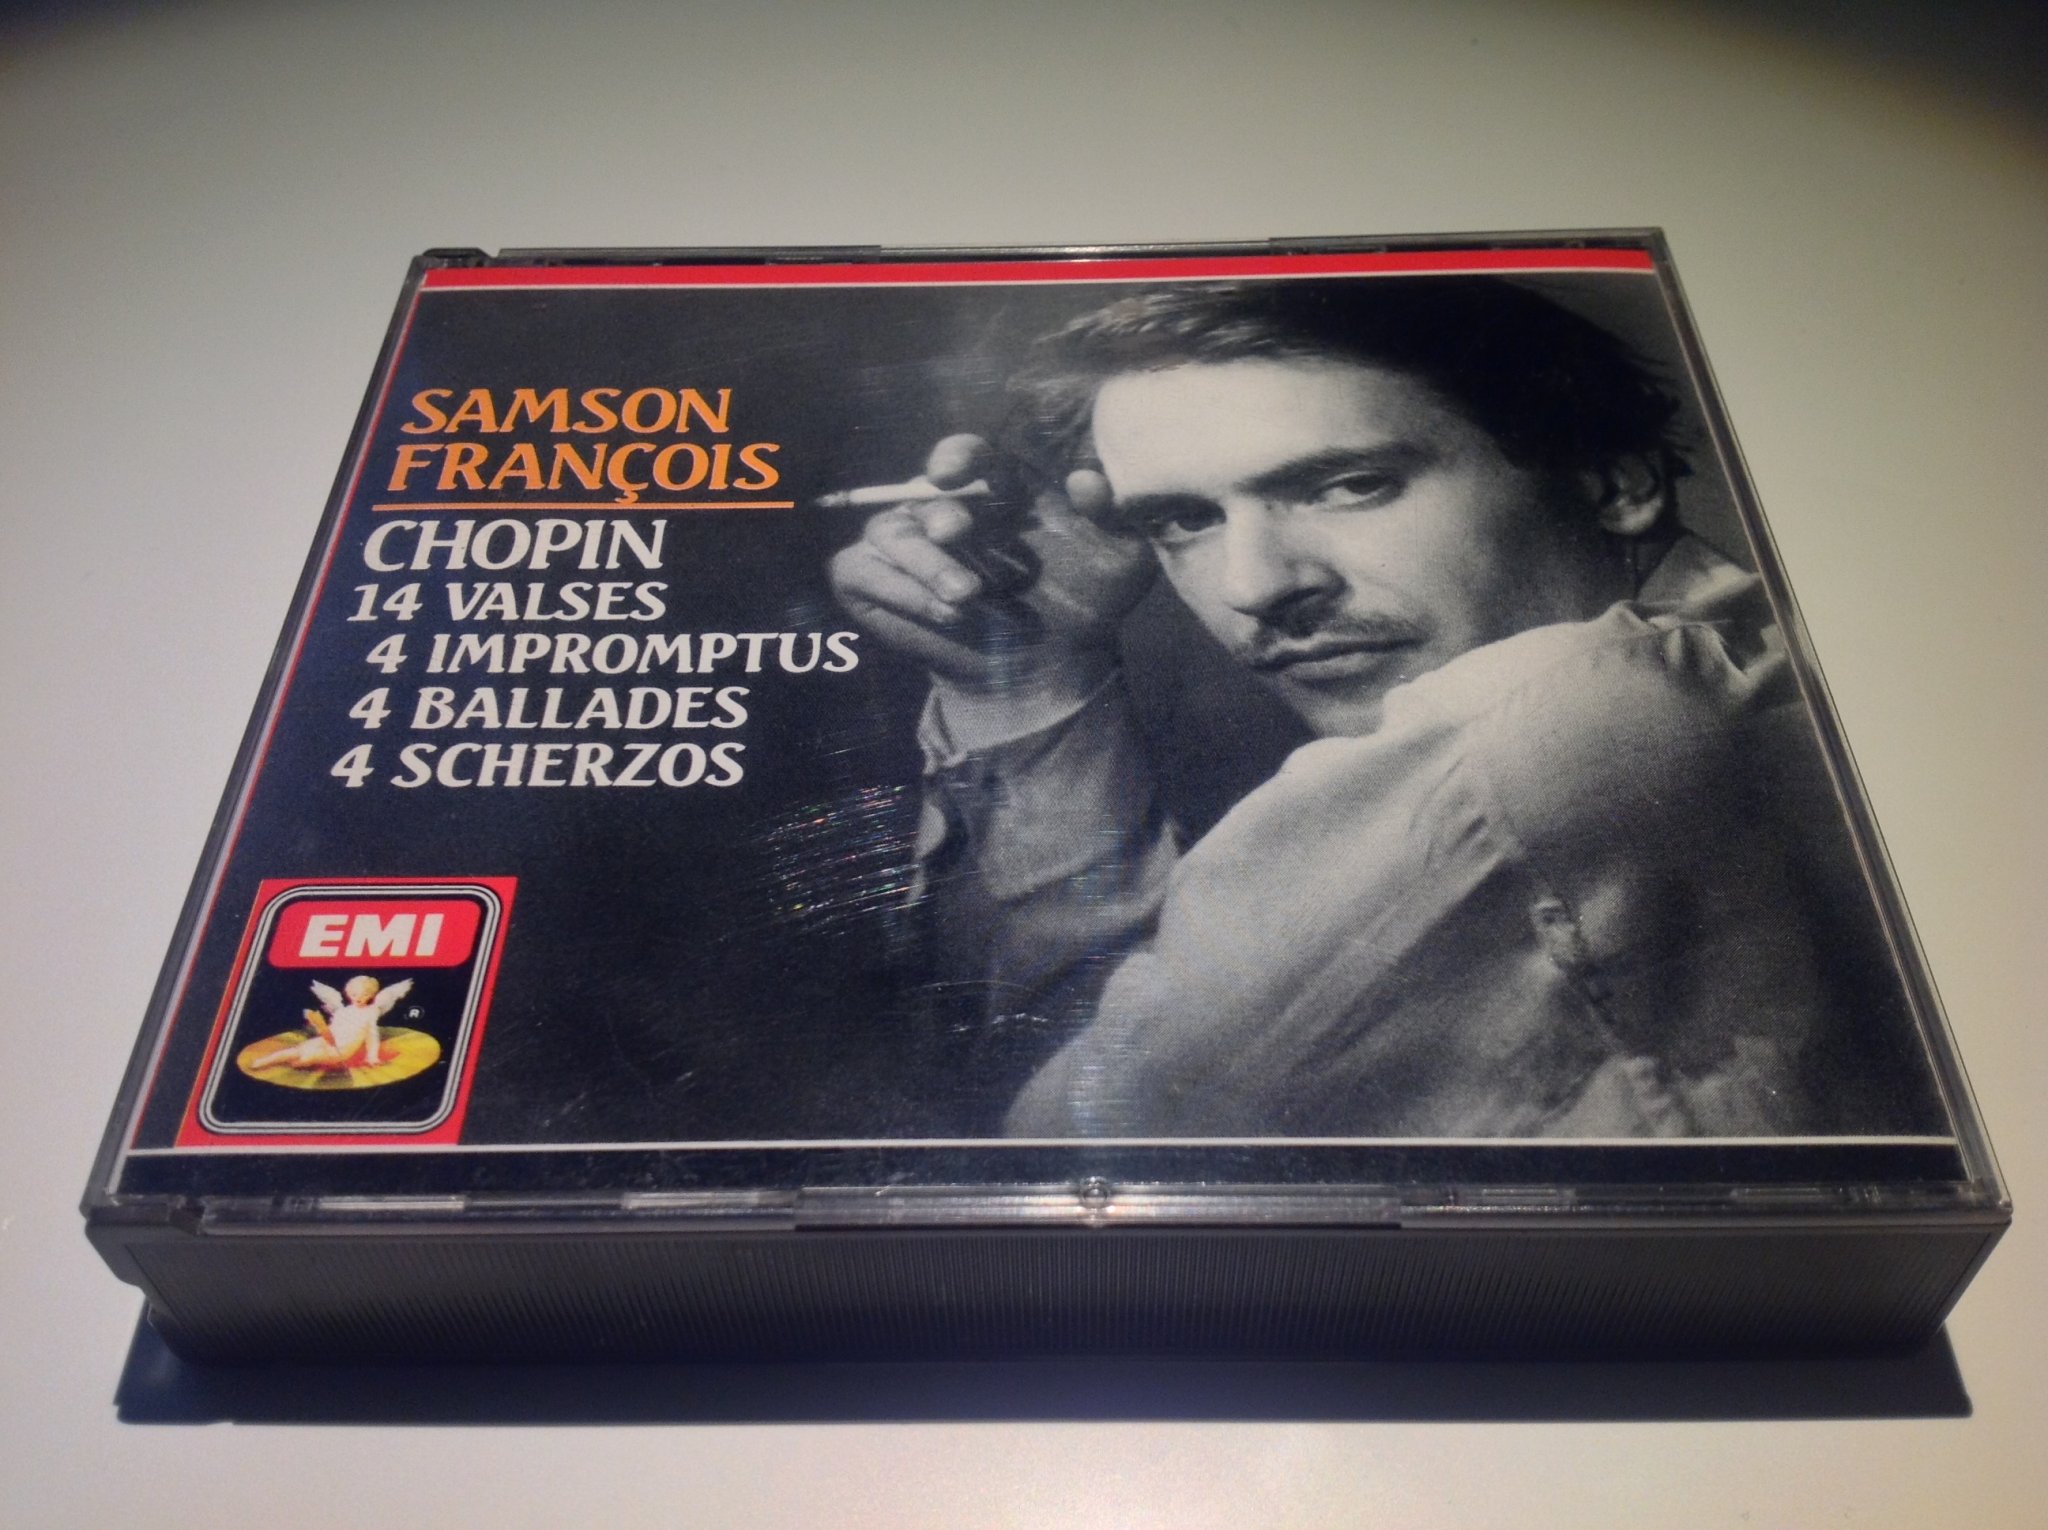 SAMSON
FRANÇOIS
CHOPIN
14 VALSES
4 IMPROMPTUS
4 BALLADES
4 SCHERZOS
EMI
®